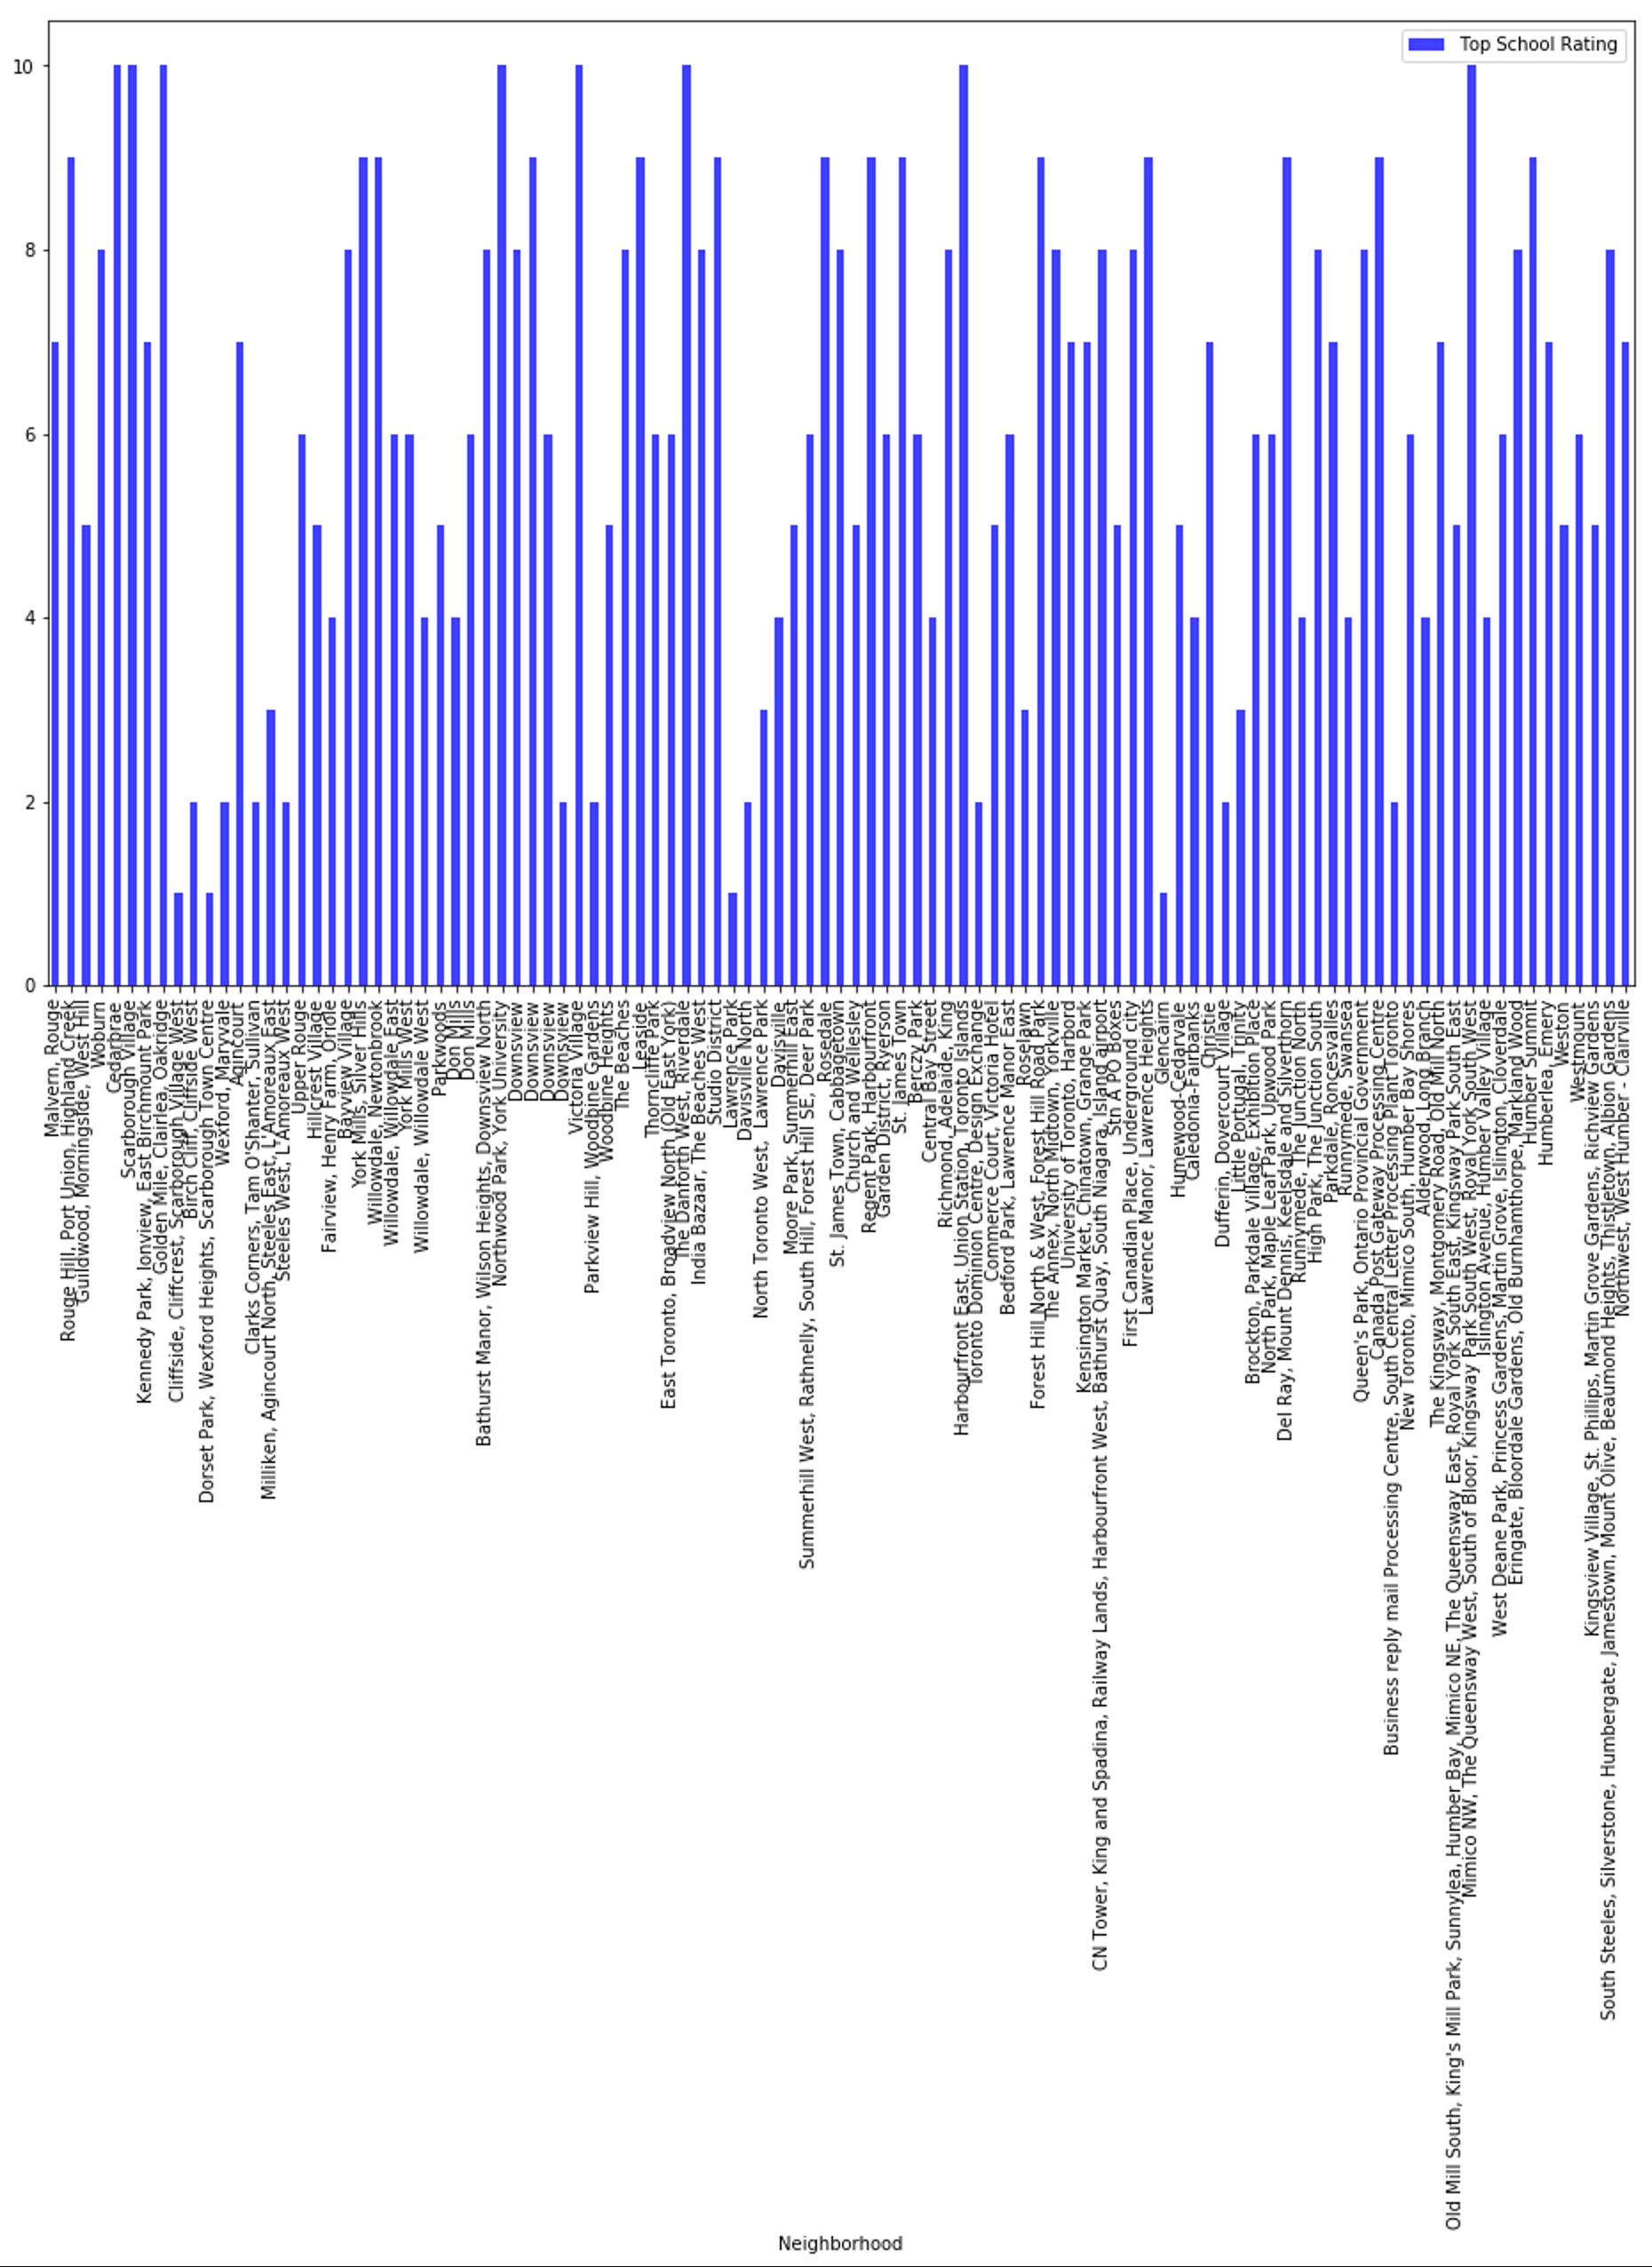 Top School Rating
10
8
6
4
2
0
Malvern, Rouge
Rouge Hill, Port Union, Highland Creek
Guildwood, Morningside, West Hill
Woburn
Cedarbrae
Scarborough Village
Kennedy Park, Ionview, East Birchmount Park
Golden Mile, Clairlea, Oakridge
Cliffside, Cliffcrest, Scarborough Village West
Birch Cliff, Cliffside West
Dorset Park, Wexford Heights, Scarborough Town Centre
Wexford, Maryvale
Agincourt
Clarks Corners, Tam O'Shanter, Sullivan
Milliken, Agincourt North, Steeles East, L'Amoreaux East
Steeles West, L'Amoreaux West
Upper Rouge
Hillcrest Village
Fairview, Henry Farm, Oriole
Bayview Village
York Mills, Silver Hills
Willowdale, Newtonbrook
Willowdale, Willowdale East
York Mills West
Willowdale, Willowdale West
Parkwoods
Don Mills
Don Mills
Bathurst Manor, Wilson Heights, Downsview North
Northwood Park, York University
Downsview
Downsview
Downsview
Downsview
Victoria Village
Parkview Hill, Woodbine Gardens
Woodbine Heights
The Beaches
Leaside
Thorncliffe Park
East Toronto, Broadview North (Old East York)
The Danforth West, Riverdale
India Bazaar, The Beaches West
Studio District
Lawrence Park
Davisville North
North Toronto West, Lawrence Park
Davisville
Moore Park, Summerhill East
Summerhill West, Rathnelly, South Hill, Forest Hill SE, Deer Park
Rosedale
St. James Town, Cabbagetown
Church and Wellesley
Regent Park, Harbourfront
Garden District, Ryerson
St. James Town
Berczy Park
Central Bay Street
Richmond, Adelaide, King
Harbourfront East, Union Station, Toronto Islands
Toronto Dominion Centre, Design Exchange
Commerce Court, Victoria Hotel
Bedford Park, Lawrence Manor East
Roselawn
Forest Hill North & West, Forest Hill Road Park
The Annex, North Midtown, Yorkville
University of Toronto, Harbord
Kensington Market, Chinatown, Grange Park
CN Tower, King and Spadina, Railway Lands, Harbourfront West, Bathurst Quay, South Niagara, Island airport
Stn A PO Boxes
First Canadian Place, Underground city
Lawrence Manor, Lawrence Heights
Glencairn
Humewood-Cedarvale
Caledonia-Fairbanks
Christie
Dufferin, Dovercourt Village
Little Portugal, Trinity
Brockton, Parkdale Village, Exhibition Place
North Park, Maple Leaf Park, Upwood Park
Del Ray, Mount Dennis, Keelsdale and Silverthorn
Runnymede, The Junction North
High Park, The Junction South
Parkdale, Roncesvalles
Runnymede, Swansea
Queen's Park, Ontario Provincial Government
Canada Post Gateway Processing Centre
Business reply mail Processing Centre, South Central Letter Processing Plant Toronto
New Toronto, Mimico South, Humber Bay Shores
Alderwood, Long Branch
The Kingsway, Montgomery Road, Old Mill North
Old Mill South, King's Mill Park, Sunnylea, Humber Bay, Mimico NE, The Queensway East, Royal York South East, Kingsway Park South East
Mimico NW, The Queensway West, South of Bloor, Kingsway Park South West, Royal York South West
Islington Avenue, Humber Valley Village
West Deane Park, Princess Gardens, Martin Grove, Islington, Cloverdale
Eringate, Bloordale Gardens, Old Burnhamthorpe, Markland Wood
Humber Summit
Humberlea, Emery
Weston
Westmount
Kingsview Village, St. Phillips, Martin Grove Gardens, Richview Gardens
South Steeles, Silverstone, Humbergate, Jamestown, Mount Olive, Beaumond Heights, Thistletown, Albion Gardens
Northwest, West Humber - Clairville
Neighborhood